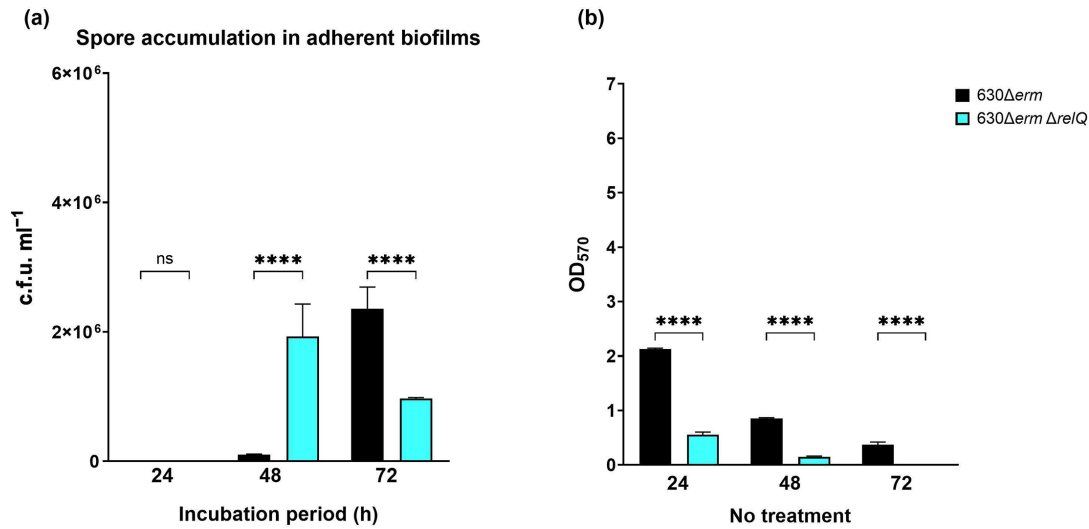 (a)
Spore accumulation in adherent biofilms
6×10⁶
4×10⁶
2×10⁶
0
c.f.u. ml⁻¹
ns
****
****
24
48
72
Incubation period (h)
(b)
7
6
5
4
3
2
1
0
OD₅₇₀
****
****
****
24
48
72
No treatment
630Δerm
630Δerm ΔrelQ